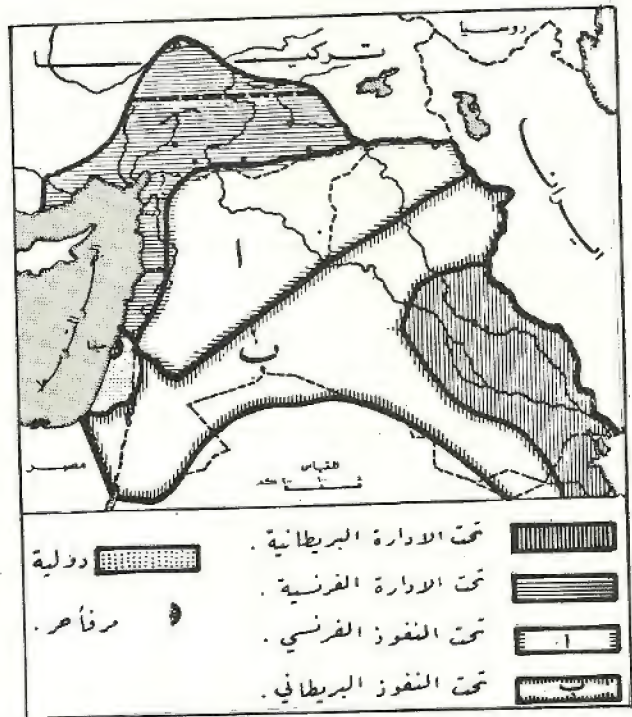 روسيا
تركيا
ايران
ا
ب
مصر
المقياس
تحت الادارة البريطانية .
دولية
تحت الادارة الفرنسية .
مرفأ حر .
تحت النفوذ الفرنسي .
ا
تحت النفوذ البريطاني .
ب